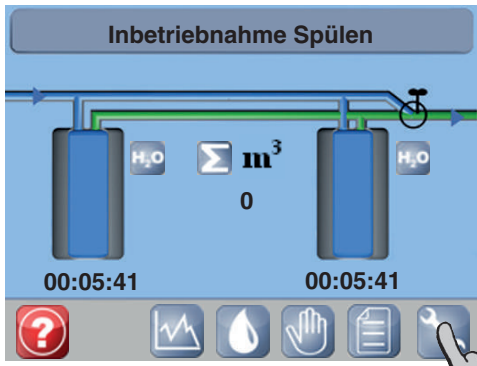 Inbetriebnahme Spülen
H₂O
Σ m³
H₂O
0
00:05:41
00:05:41
?